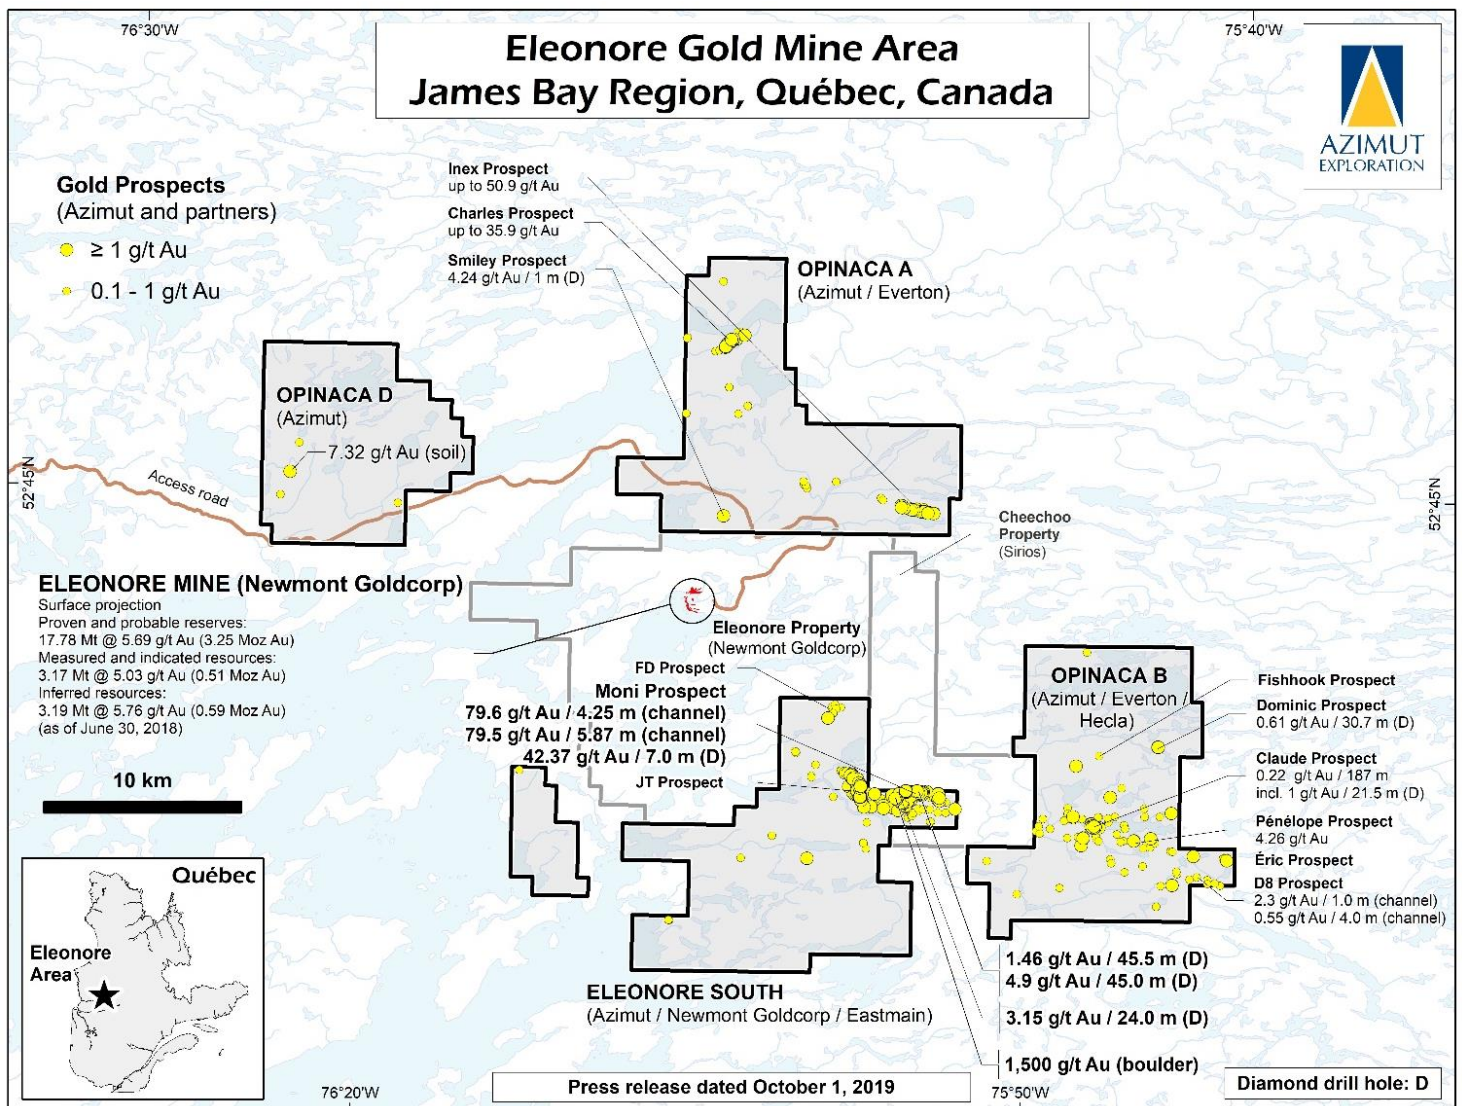 76°30'W
75°40'W
Eleonore Gold Mine Area
James Bay Region, Québec, Canada
AZIMUT
EXPLORATION
Gold Prospects
(Azimut and partners)
≥ 1 g/t Au
0.1 - 1 g/t Au
Inex Prospect
up to 50.9 g/t Au
Charles Prospect
up to 35.9 g/t Au
Smiley Prospect
4.24 g/t Au / 1 m (D)
OPINACA A
(Azimut / Everton)
OPINACA D
(Azimut)
7.32 g/t Au (soil)
52°45'N
Access road
52°45'N
Cheechoo
Property
(Sirios)
ELEONORE MINE (Newmont Goldcorp)
Surface projection
Proven and probable reserves:
17.78 Mt @ 5.69 g/t Au (3.25 Moz Au)
Measured and indicated resources:
3.17 Mt @ 5.03 g/t Au (0.51 Moz Au)
Inferred resources:
3.19 Mt @ 5.76 g/t Au (0.59 Moz Au)
(as of June 30, 2018)
10 km
Eleonore Property
(Newmont Goldcorp)
FD Prospect
Moni Prospect
79.6 g/t Au / 4.25 m (channel)
79.5 g/t Au / 5.87 m (channel)
42.37 g/t Au / 7.0 m (D)
JT Prospect
OPINACA B
(Azimut / Everton /
Hecla)
Fishhook Prospect
Dominic Prospect
0.61 g/t Au / 30.7 m (D)
Claude Prospect
0.22 g/t Au / 187 m
incl. 1 g/t Au / 21.5 m (D)
Pénélope Prospect
4.26 g/t Au
Éric Prospect
D8 Prospect
2.3 g/t Au / 1.0 m (channel)
0.55 g/t Au / 4.0 m (channel)
Québec
Eleonore
Area
ELEONORE SOUTH
(Azimut / Newmont Goldcorp / Eastmain)
1.46 g/t Au / 45.5 m (D)
4.9 g/t Au / 45.0 m (D)
3.15 g/t Au / 24.0 m (D)
1,500 g/t Au (boulder)
76°20'W
Press release dated October 1, 2019
75°50'W
Diamond drill hole: D